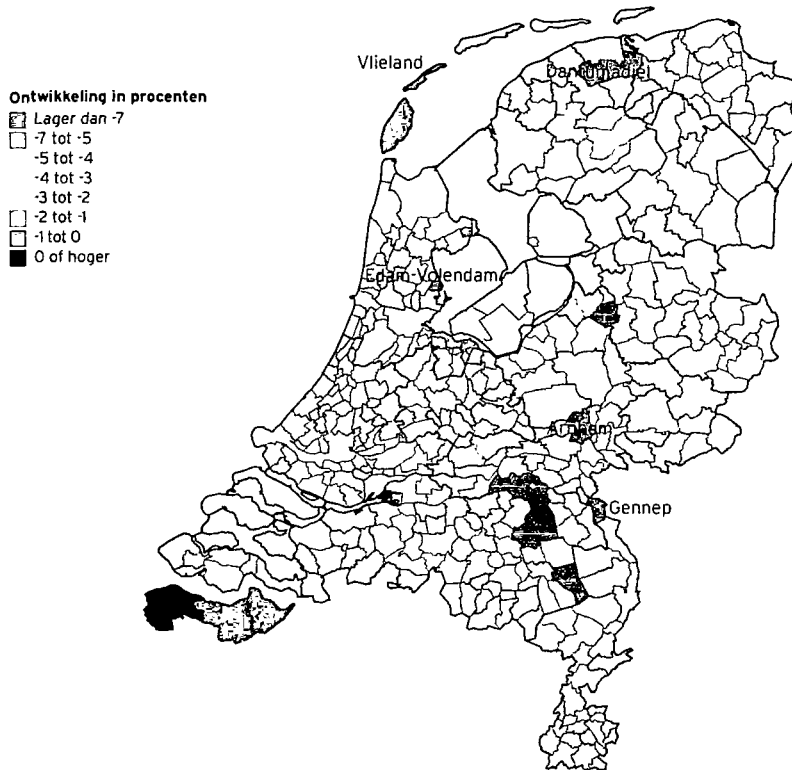 Vlieland
Dantumadiel
Ontwikkeling in procenten
Lager dan -7
-7 tot -5
-5 tot -4
-4 tot -3
-3 tot -2
-2 tot -1
-1 tot 0
0 of hoger
Edam-Volendam
Arnhem
Gennep